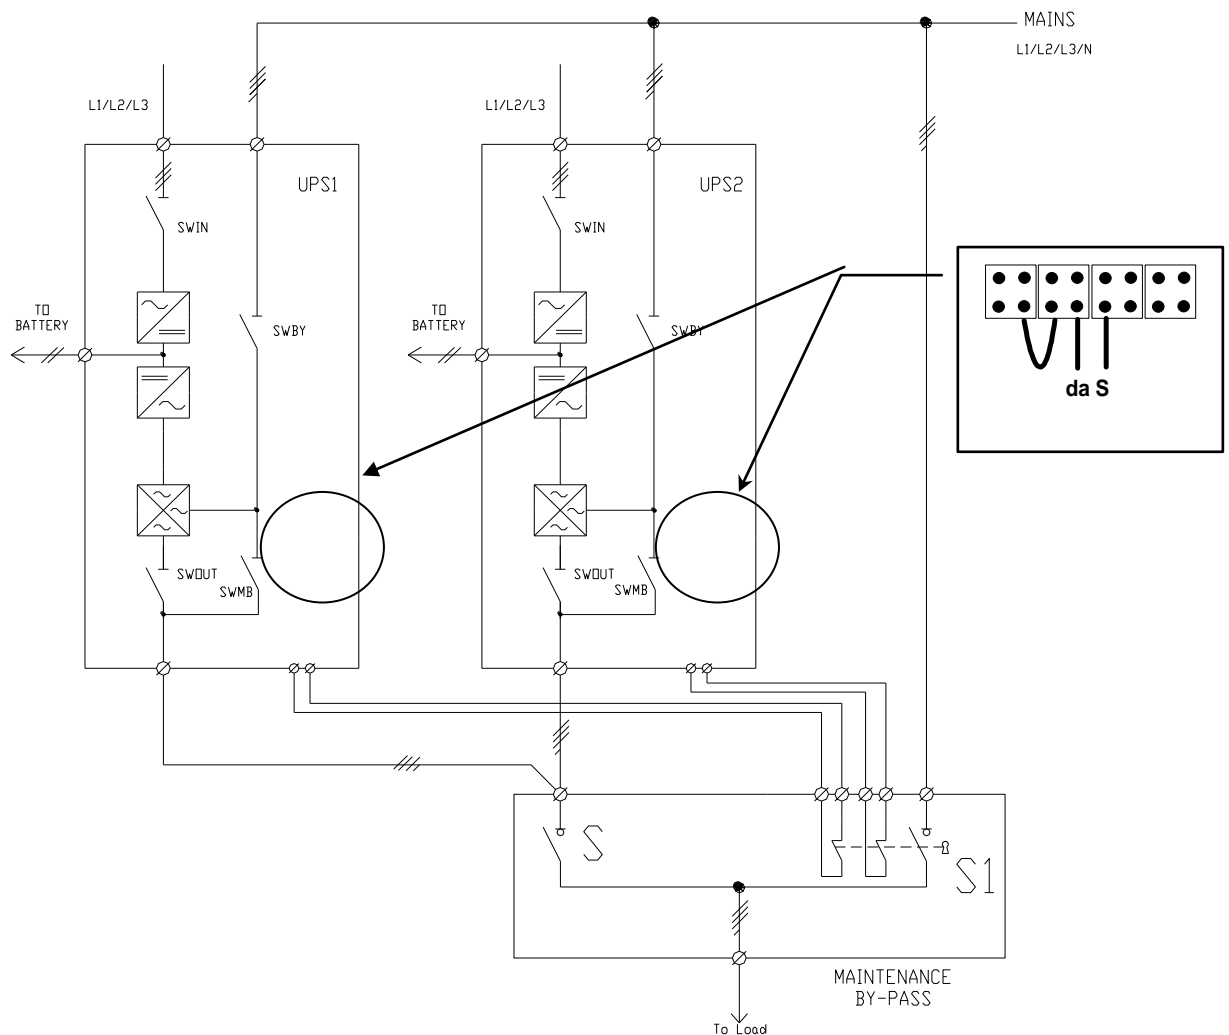 MAINS
L1/L2/L3/N
L1/L2/L3
L1/L2/L3
UPS1
UPS2
SWIN
SWIN
TO
BATTERY
SWBY
TO
BATTERY
SWBY
da S
SWOUT
SWMB
SWOUT
SWMB
S
S1
MAINTENANCE
BY-PASS
To Load